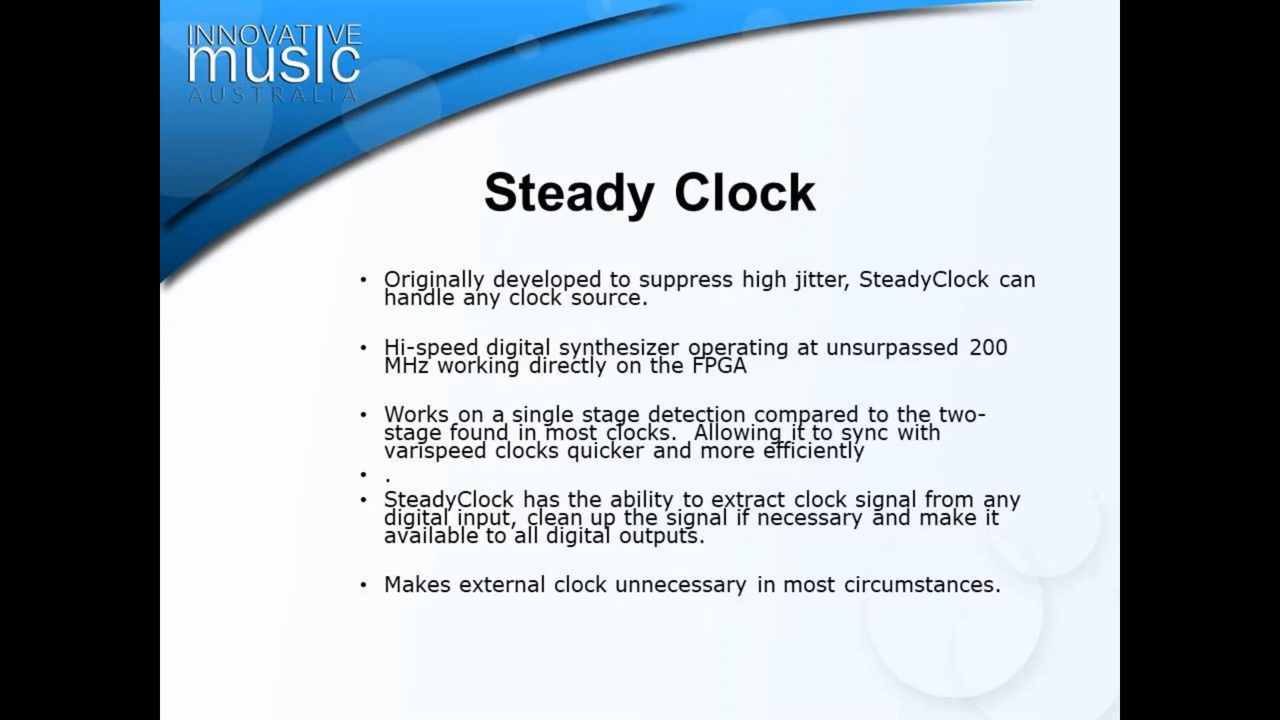 INNOVATIVE
music
AUSTRALIA
Steady Clock
• Originally developed to suppress high jitter, SteadyClock can
handle any clock source.
• Hi-speed digital synthesizer operating at unsurpassed 200
MHz working directly on the FPGA
• Works on a single stage detection compared to the two-
stage found in most clocks.  Allowing it to sync with
varispeed clocks quicker and more efficiently
• .
• SteadyClock has the ability to extract clock signal from any
digital input, clean up the signal if necessary and make it
available to all digital outputs.
• Makes external clock unnecessary in most circumstances.